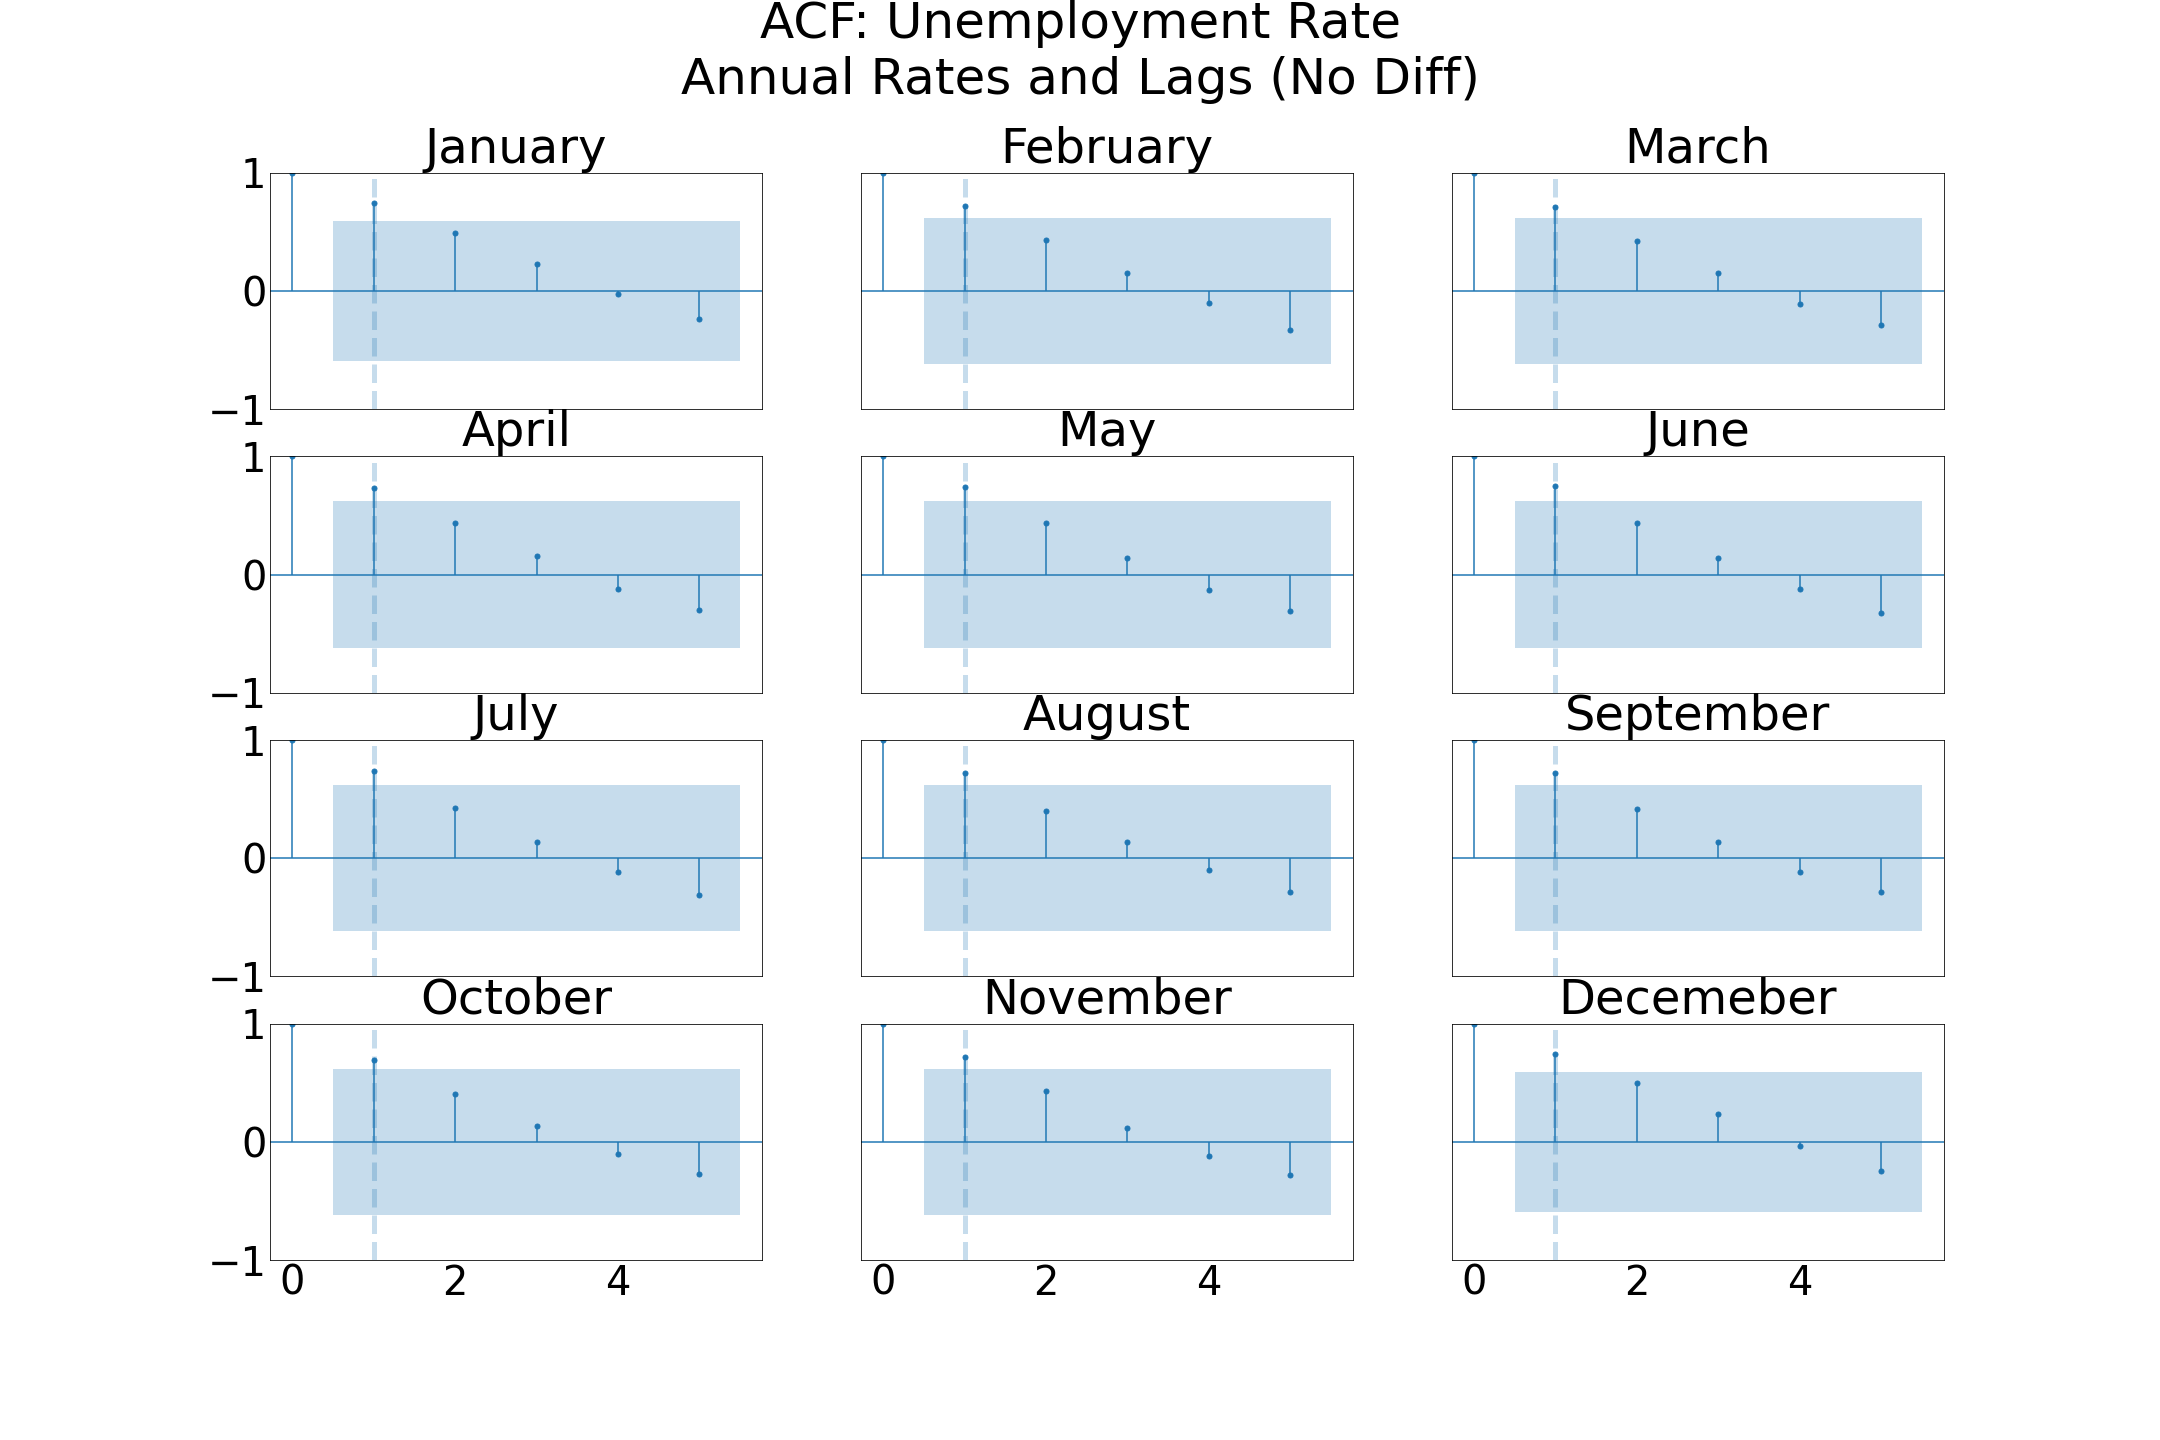 ACF: Unemployment Rate
Annual Rates and Lags (No Diff)
January February March
1
0
−1
April May June
1
0
−1
July August September
1
0
−1
October November Decemeber
1
0
−1
0 2 4 0 2 4 0 2 4